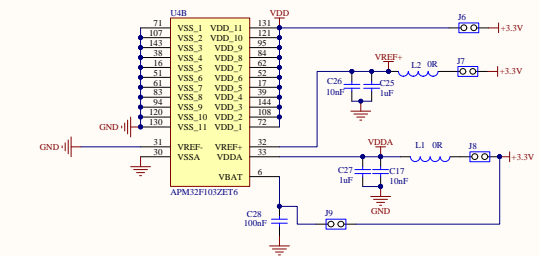 U4B
VDD
J6
71 VSS_1 VDD_11 131
+3.3V
107 VSS_2 VDD_10 121
143 VSS_3 VDD_9 95
38 VSS_4 VDD_8 84
16 VSS_5 VDD_7 62
51 VSS_6 VDD_6 52
61 VSS_7 VDD_5 17
83 VSS_8 VDD_4 39
94 VSS_9 VDD_3 144
120 VSS_10 VDD_2 108
130 VSS_11 VDD_1 72
GND
VREF+
L2 0R
J7
+3.3V
C26
10nF
C25
1uF
GND
31 VREF- VREF+ 32
30 VSSA VDDA 33
VBAT 6
APM32F103ZET6
VDDA
L1 0R
J8
+3.3V
C27
1uF
C17
10nF
GND
C28
100nF
J9